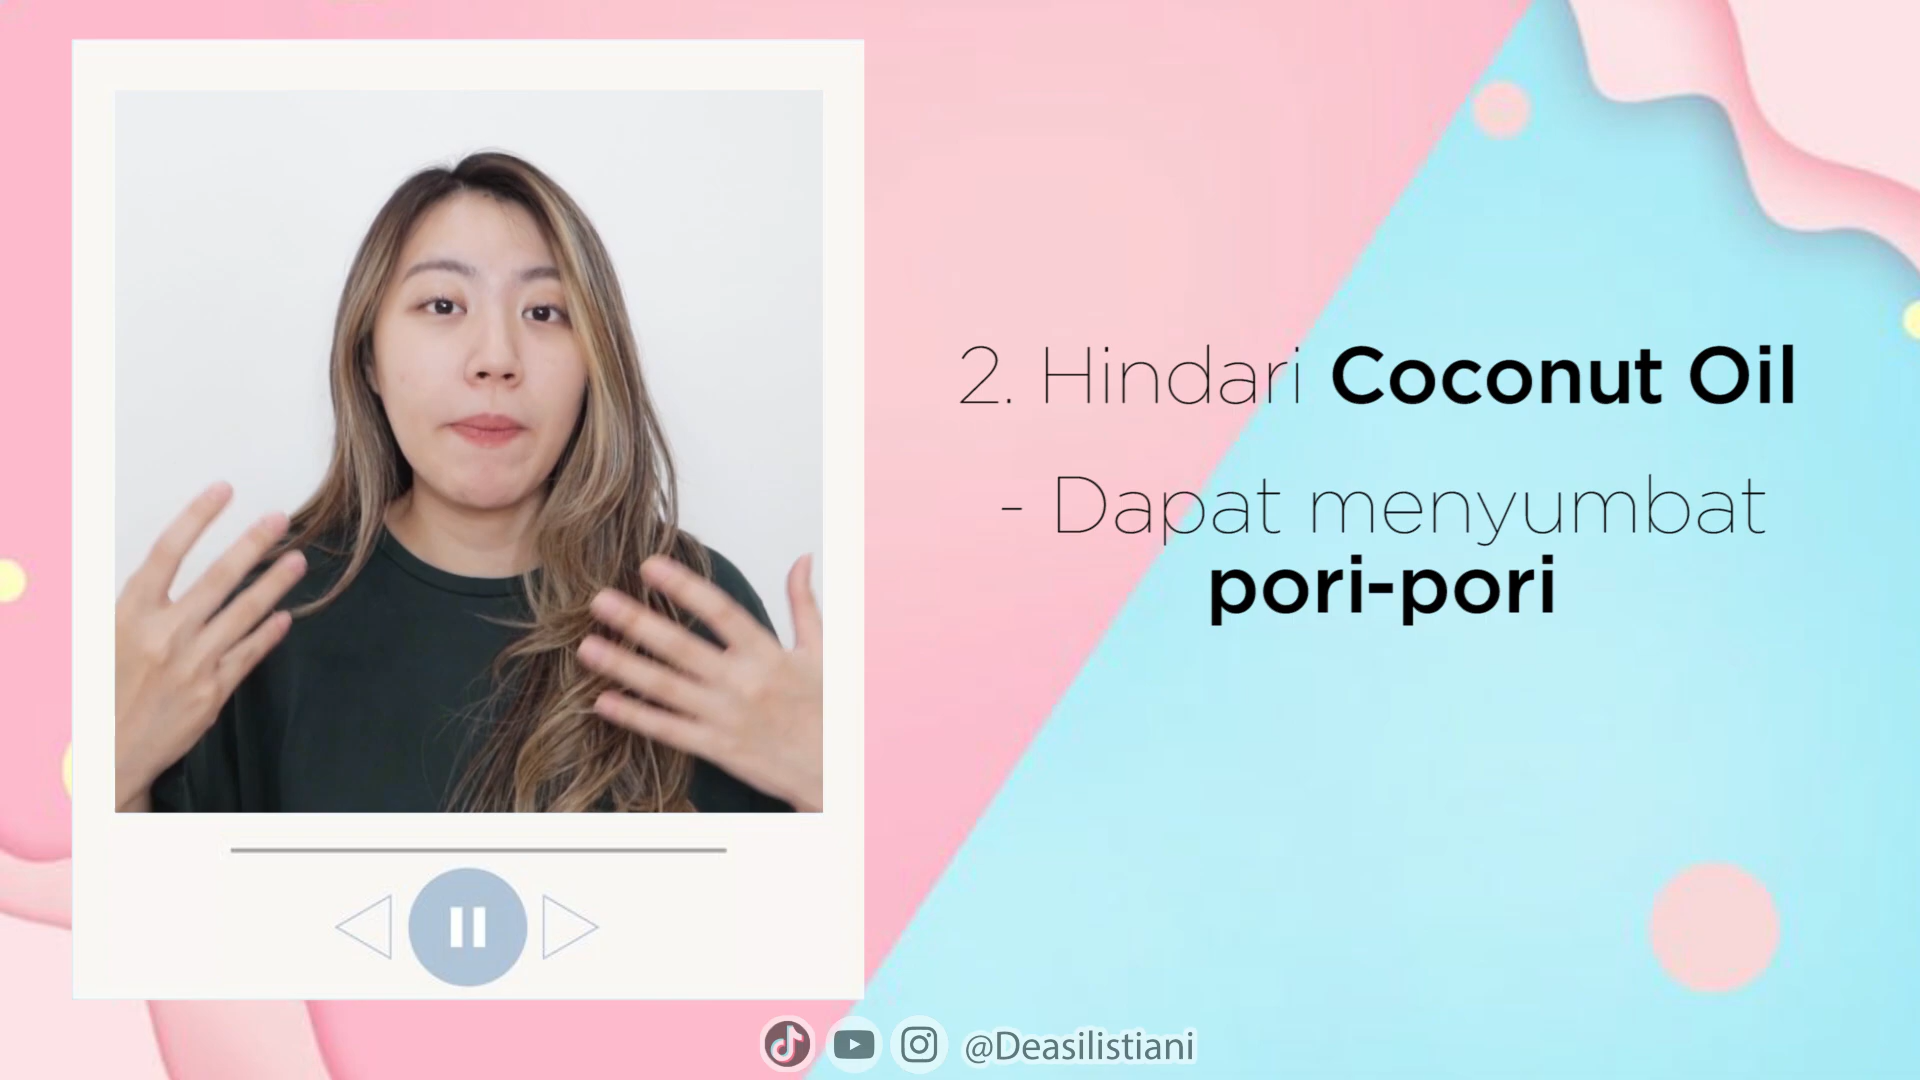 2. Hindari Coconut Oil
- Dapat menyumbat
pori-pori
@Deasilistiani